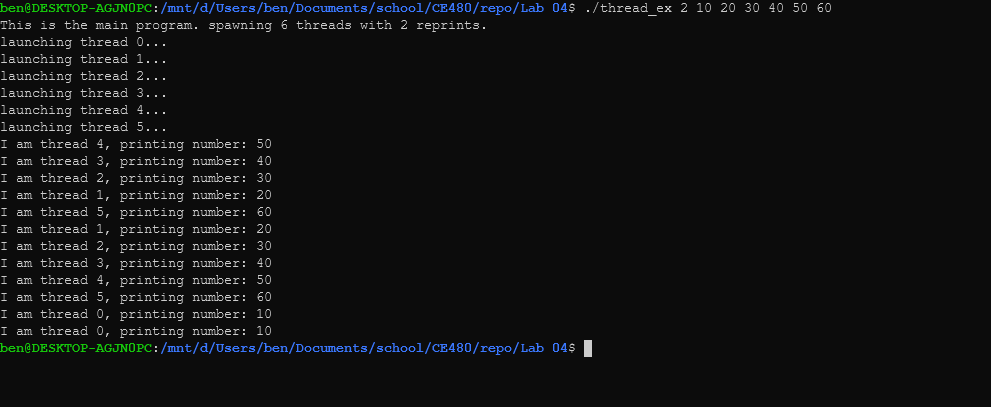 ben@DESKTOP-AGJN0PC:/mnt/d/Users/ben/Documents/school/CE480/repo/Lab 04$ ./thread_ex 2 10 20 30 40 50 60
This is the main program. spawning 6 threads with 2 reprints.
launching thread 0...
launching thread 1...
launching thread 2...
launching thread 3...
launching thread 4...
launching thread 5...
I am thread 4, printing number: 50
I am thread 3, printing number: 40
I am thread 2, printing number: 30
I am thread 1, printing number: 20
I am thread 5, printing number: 60
I am thread 1, printing number: 20
I am thread 2, printing number: 30
I am thread 3, printing number: 40
I am thread 4, printing number: 50
I am thread 5, printing number: 60
I am thread 0, printing number: 10
I am thread 0, printing number: 10
ben@DESKTOP-AGJN0PC:/mnt/d/Users/ben/Documents/school/CE480/repo/Lab 04$